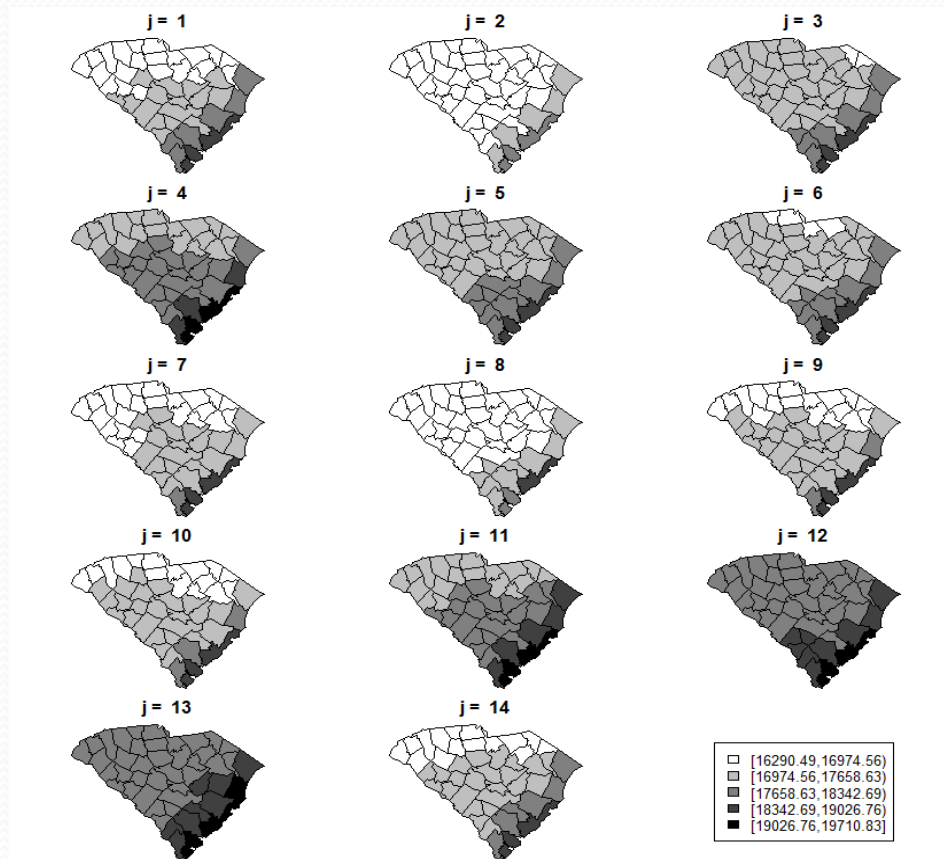 j = 1
j = 2
j = 3
j = 4
j = 5
j = 6
j = 7
j = 8
j = 9
j = 10
j = 11
j = 12
j = 13
j = 14
[16290.49,16974.56)
[16974.56,17658.63)
[17658.63,18342.69)
[18342.69,19026.76)
[19026.76,19710.83]